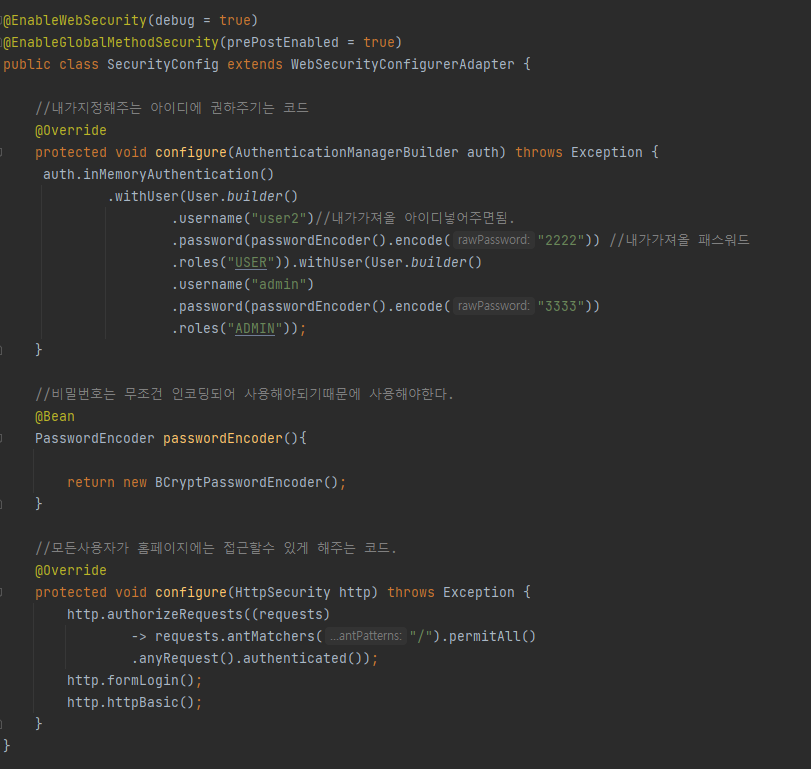 @EnableWebSecurity(debug = true)
@EnableGlobalMethodSecurity(prePostEnabled = true)
public class SecurityConfig extends WebSecurityConfigurerAdapter {
//내가지정해주는 아이디에 권하주기는 코드
@Override
protected void configure(AuthenticationManagerBuilder auth) throws Exception {
auth.inMemoryAuthentication()
.withUser(User.builder()
.username("user2")//내가가져올 아이디넣어주면됨.
.password(passwordEncoder().encode( rawPassword: "2222")) //내가가져올 패스워드
.roles("USER")).withUser(User.builder()
.username("admin")
.password(passwordEncoder().encode( rawPassword: "3333"))
.roles("ADMIN"));
}
//비밀번호는 무조건 인코딩되어 사용해야되기때문에 사용해야한다.
@Bean
PasswordEncoder passwordEncoder(){
return new BCryptPasswordEncoder();
}
//모든사용자가 홈페이지에는 접근할수 있게 해주는 코드.
@Override
protected void configure(HttpSecurity http) throws Exception {
http.authorizeRequests((requests)
-> requests.antMatchers( ...antPatterns: "/").permitAll()
.anyRequest().authenticated());
http.formLogin();
http.httpBasic();
}
}